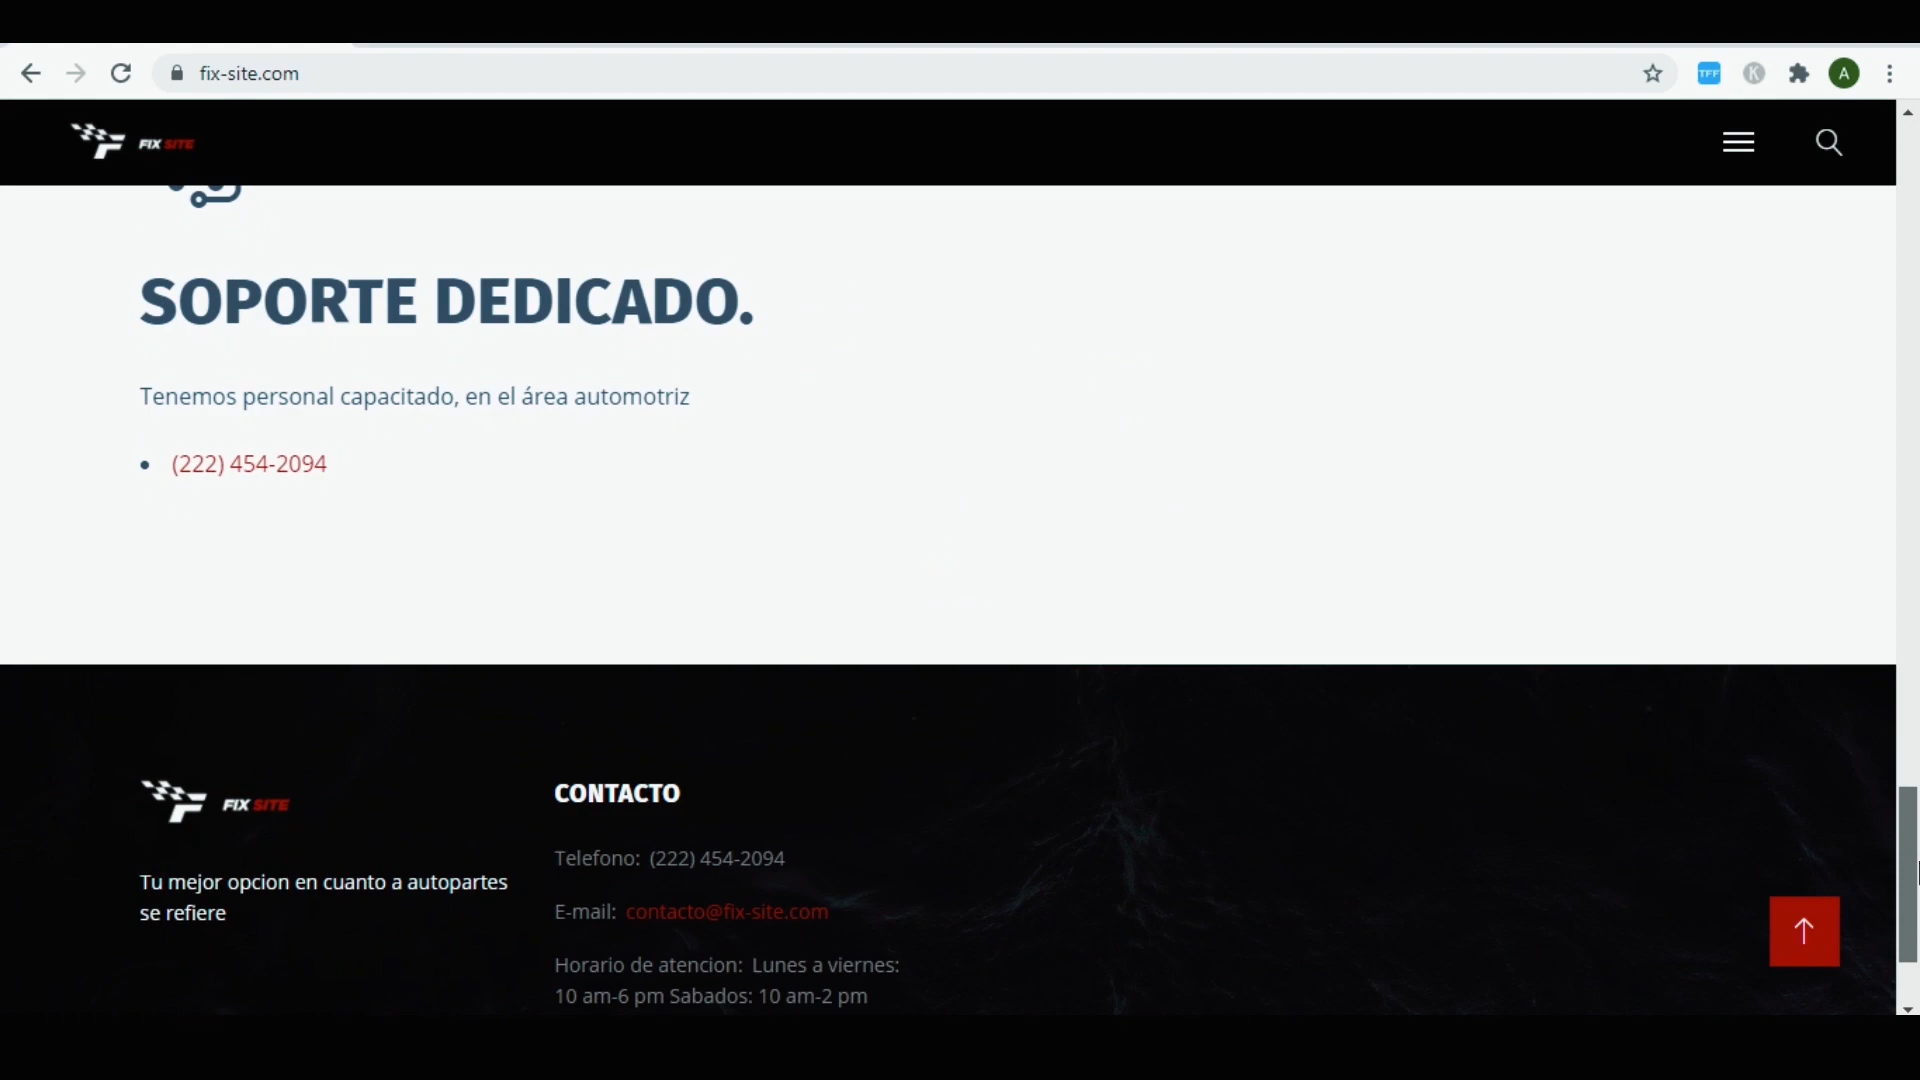 fix-site.com
TFF
K
A
FIX SITE
SOPORTE DEDICADO.
Tenemos personal capacitado, en el área automotriz
(222) 454-2094
FIX SITE
Tu mejor opcion en cuanto a autopartes
se refiere
CONTACTO
Telefono: (222) 454-2094
E-mail: contacto@fix-site.com
Horario de atencion: Lunes a viernes:
10 am-6 pm Sabados: 10 am-2 pm